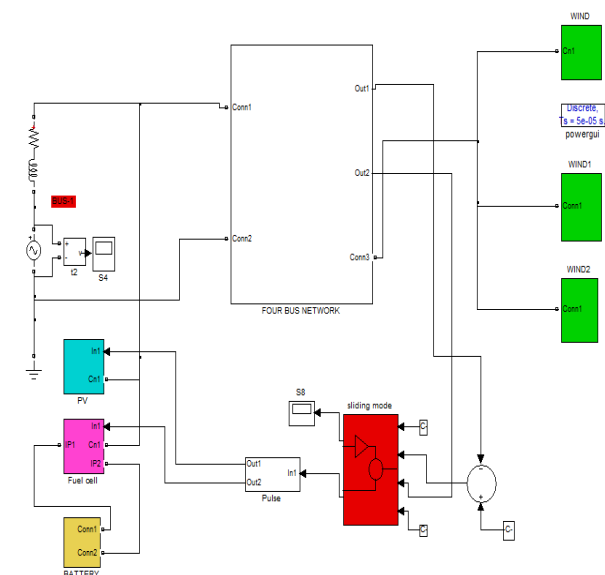 WIND
Cn1
Discrete,
Ts = 5e-05 s.
powergui
WIND1
Conn1
WIND2
Conn1
Out1
Conn1
Out2
Conn2
Conn3
FOUR BUS NETWORK
BUS-1
+
+
-
v
t2
S4
In1
Cn1
PV
In1
IP1
Cn1
IP2
Fuel cell
Conn1
Conn2
BATTERY
Out1
Out2
In1
Pulse
S8
sliding mode
C-
C-
−
+
C-